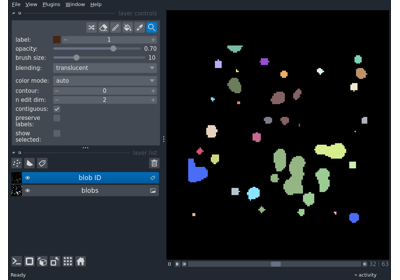 File View Plugins Window Help
layer controls
label: 1
opacity: 0.70
brush size: 10
blending: translucent
color mode: auto
contour: 0
n edit dim: 2
contiguous:
preserve
labels:
show
selected:
layer list
blob ID
blobs
32 63
Ready
activity